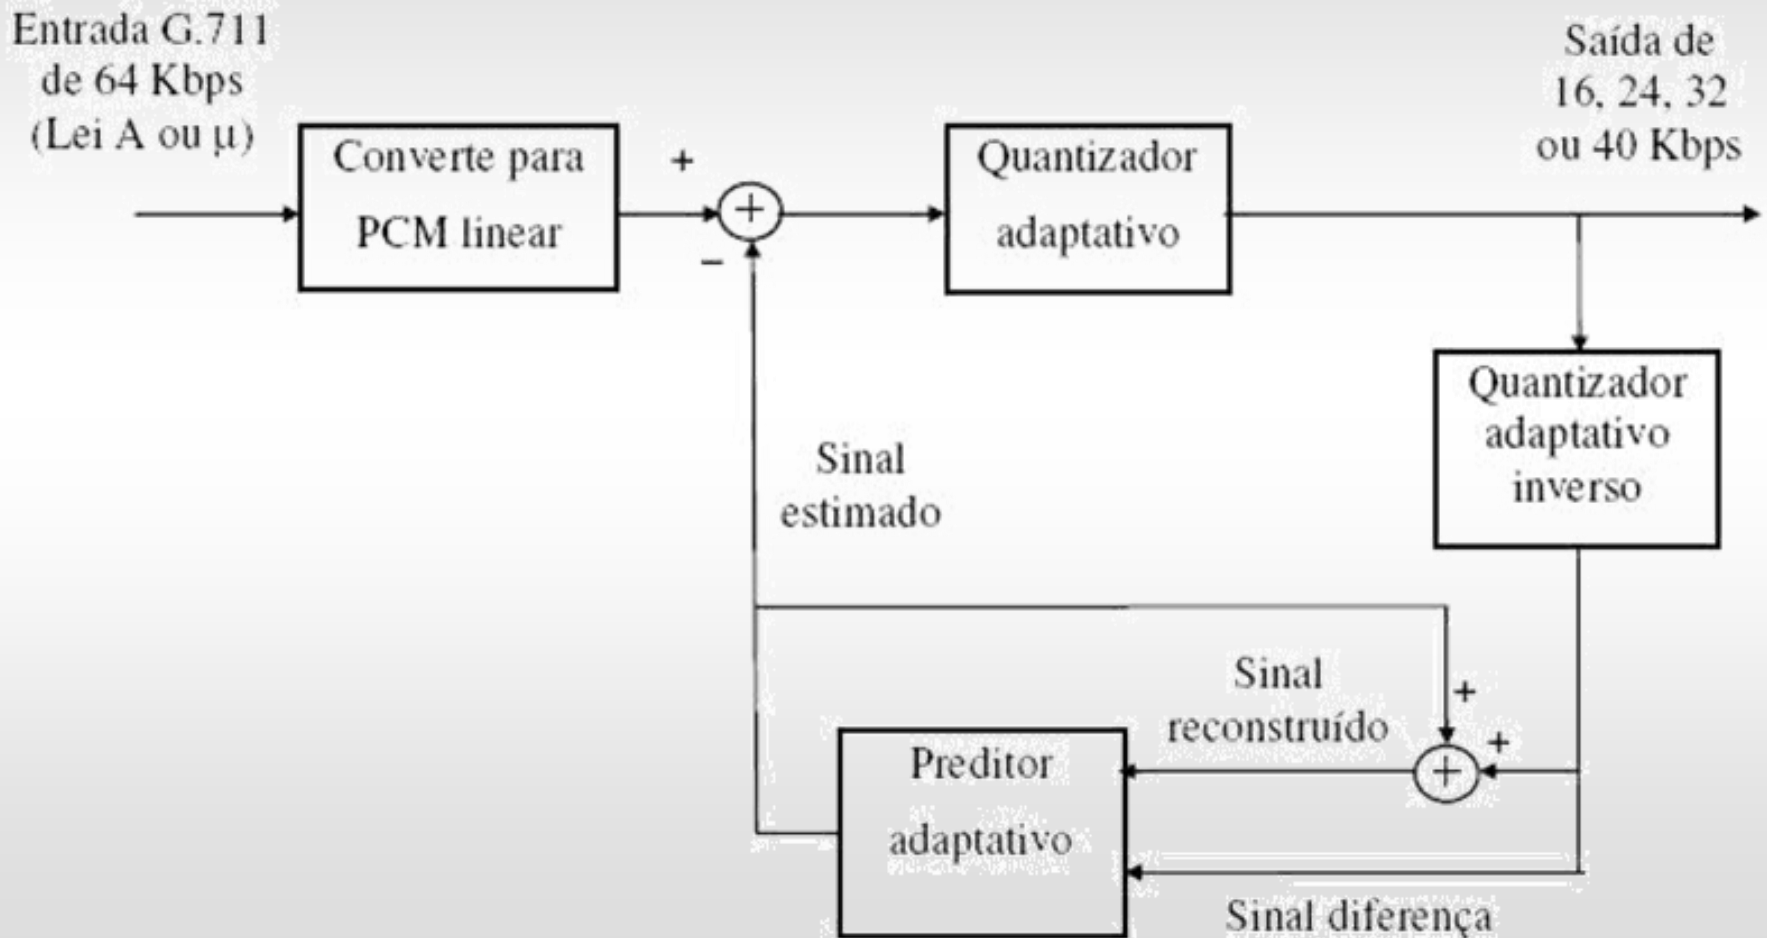 Entrada G.711
de 64 Kbps
(Lei A ou μ)
Saída de
16, 24, 32
ou 40 Kbps
Converte para
PCM linear
+
+
−
Quantizador
adaptativo
Quantizador
adaptativo
inverso
Sinal
estimado
Sinal
reconstruído
+
+
+
Preditor
adaptativo
Sinal diferença